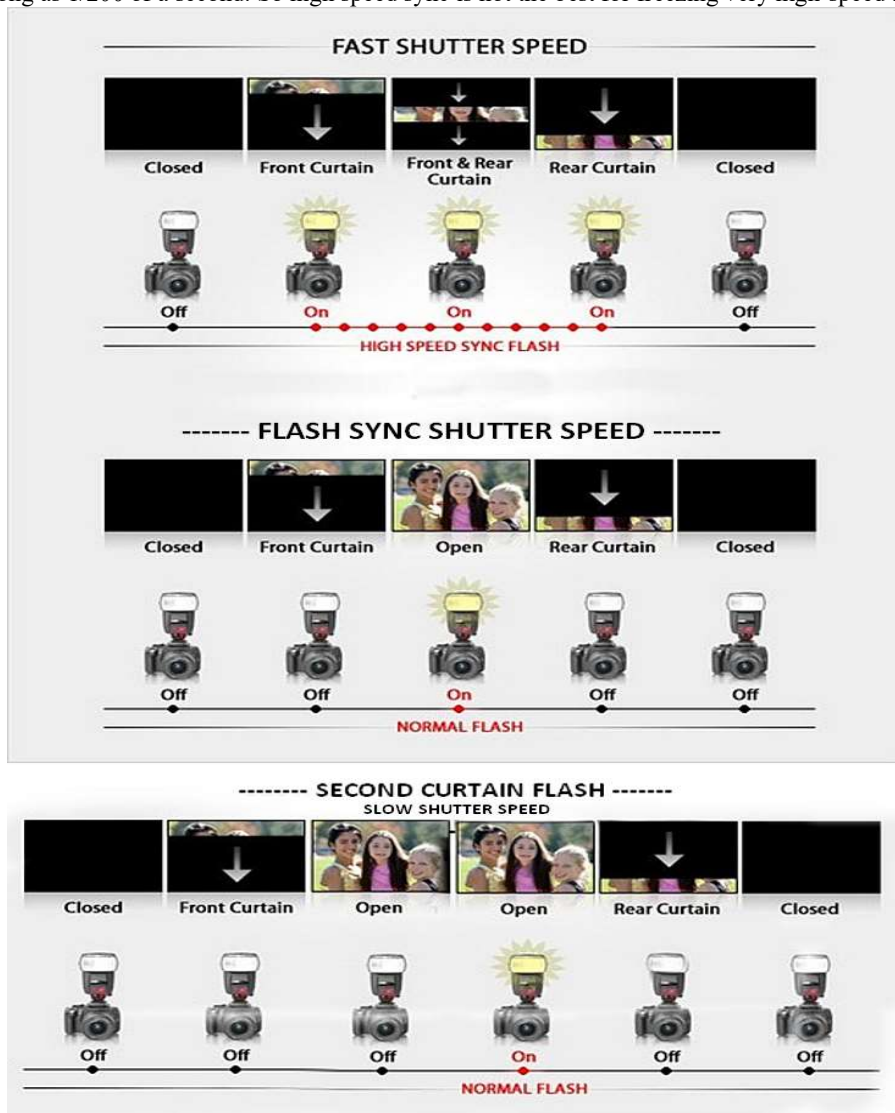 FAST SHUTTER SPEED
Closed Front Curtain Front & Rear Curtain Rear Curtain Closed
Off On On On Off
HIGH SPEED SYNC FLASH
------- FLASH SYNC SHUTTER SPEED -------
Closed Front Curtain Open Rear Curtain Closed
Off Off On Off Off
NORMAL FLASH
-------- SECOND CURTAIN FLASH -------
SLOW SHUTTER SPEED
Closed Front Curtain Open Open Rear Curtain Closed
Off Off Off On Off Off
NORMAL FLASH